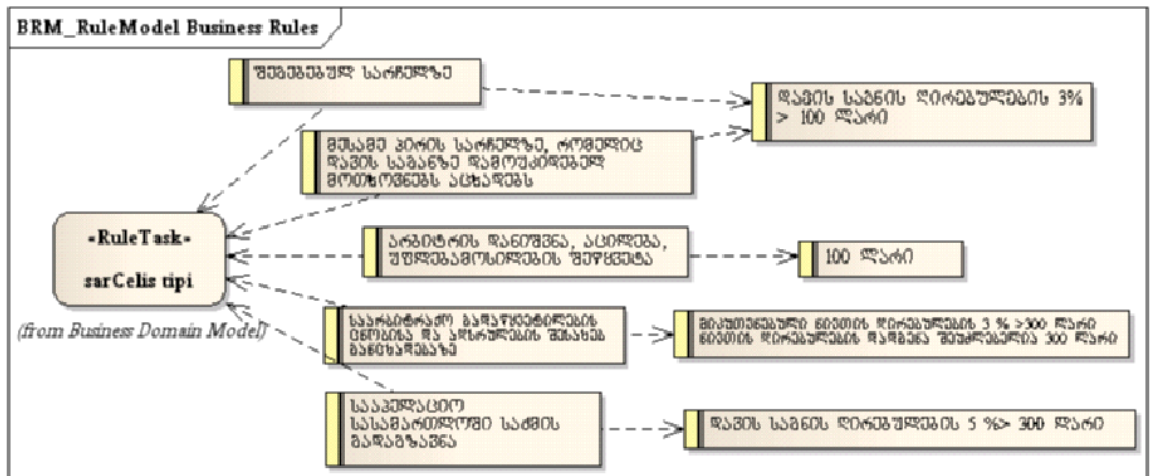 BRM_RuleModel Business Rules
შეგებებულ სარჩელზე
დავის საგნის ღირებულების 3%
> 100 ლარი
მესამე პირის სარჩელზე, რომელიც
დავის საგანზე დამოუკიდებელ
მოთხოვნებს აცხადებს
«RuleTask»
sarCelis tipi
(from Business Domain Model)
არბიტრის დანიშვნა, აცილება,
უფლებამოსილების შეწყვეტა
100 ლარი
საარბიტრაჟო გადაწყვეტილების
ცნობისა და აღსრულების შესახებ
განცხადებაზე
მიკუთვნებული ნივთის ღირებულების 3 % >300 ლარი
ნივთის ღირებულების დადგენა შეუძლებელია 300 ლარი
სააპელაციო
სასამართლოში საქმის
გადაგზავნა
დავის საგნის ღირებულების 5 %> 300 ლარი